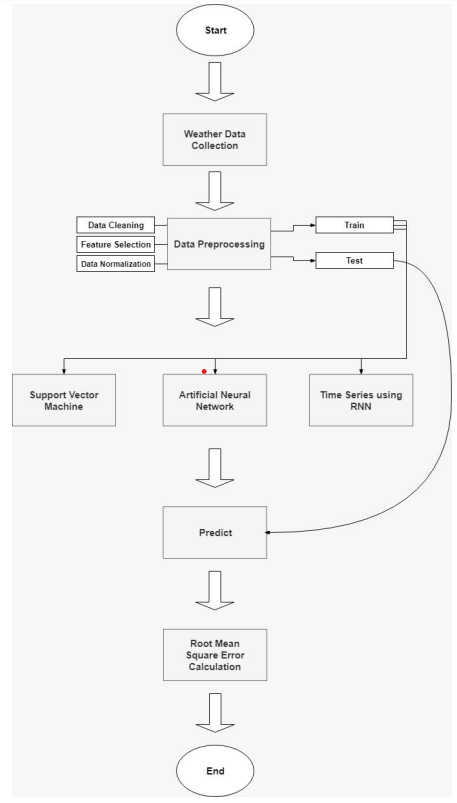 Start
Weather Data
Collection
Data Cleaning
Feature Selection
Data Normalization
Data Preprocessing
Train
Test
Support Vector
Machine
Artificial Neural
Network
Time Series using
RNN
Predict
Root Mean
Square Error
Calculation
End